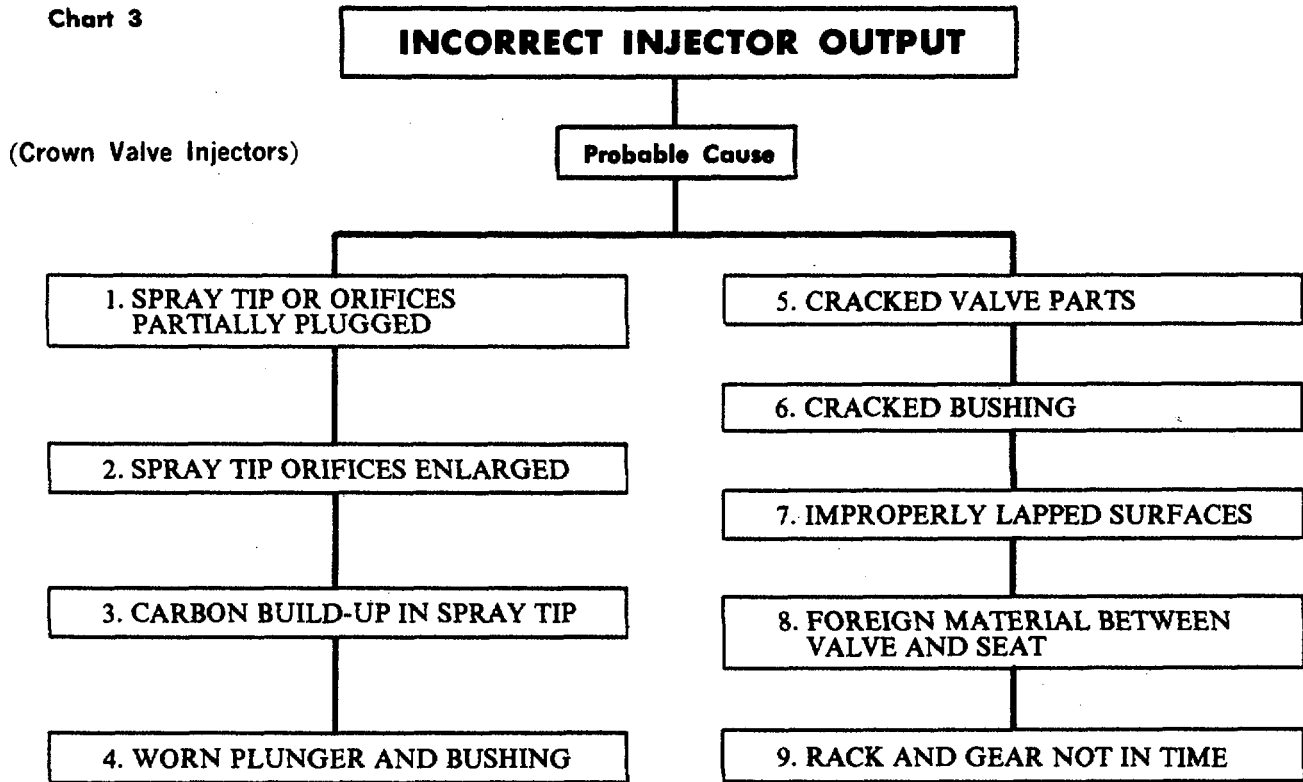 Chart 3
INCORRECT INJECTOR OUTPUT
(Crown Valve Injectors)
Probable Cause
1. SPRAY TIP OR ORIFICES
PARTIALLY PLUGGED
2. SPRAY TIP ORIFICES ENLARGED
3. CARBON BUILD-UP IN SPRAY TIP
4. WORN PLUNGER AND BUSHING
5. CRACKED VALVE PARTS
6. CRACKED BUSHING
7. IMPROPERLY LAPPED SURFACES
8. FOREIGN MATERIAL BETWEEN
VALVE AND SEAT
9. RACK AND GEAR NOT IN TIME